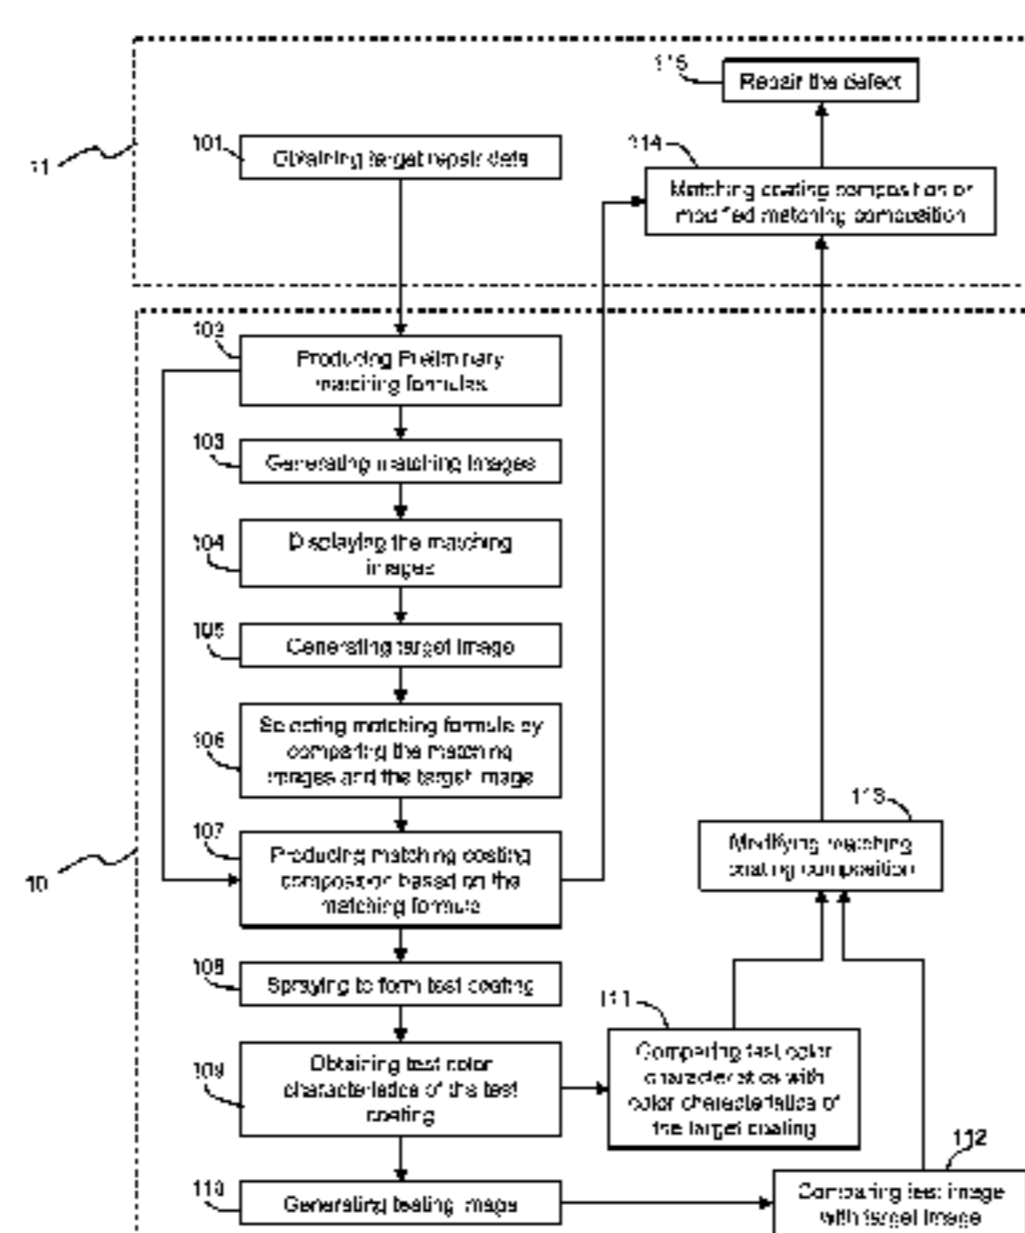 115
Repair the defect
101
Obtaining target repair data
114
Matching coating composition or
modified matching composition
11
102
Producing Preliminary
matching formulas
103
Generating matching images
104
Displaying the matching
images
105
Generating target image
106
Selecting matching formula by
comparing the matching
images and the target image
107
Producing matching coating
composition based on the
matching formula
10
113
Modifying matching
coating composition
108
Spraying to form test coating
109
Obtaining test color
characteristics of the test
coating
111
Comparing test color
characteristics with
color characteristics of
the target coating
110
Generating testing image
112
Comparing test image
with target image